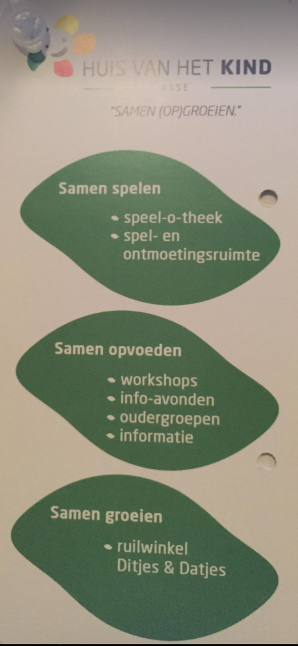 HUIS VAN HET KIND
ASSE
"SAMEN (OP)GROEIEN."
Samen spelen
speel-o-theek
spel- en
ontmoetingsruimte
Samen opvoeden
workshops
info-avonden
oudergroepen
informatie
Samen groeien
ruilwinkel
Ditjes & Datjes